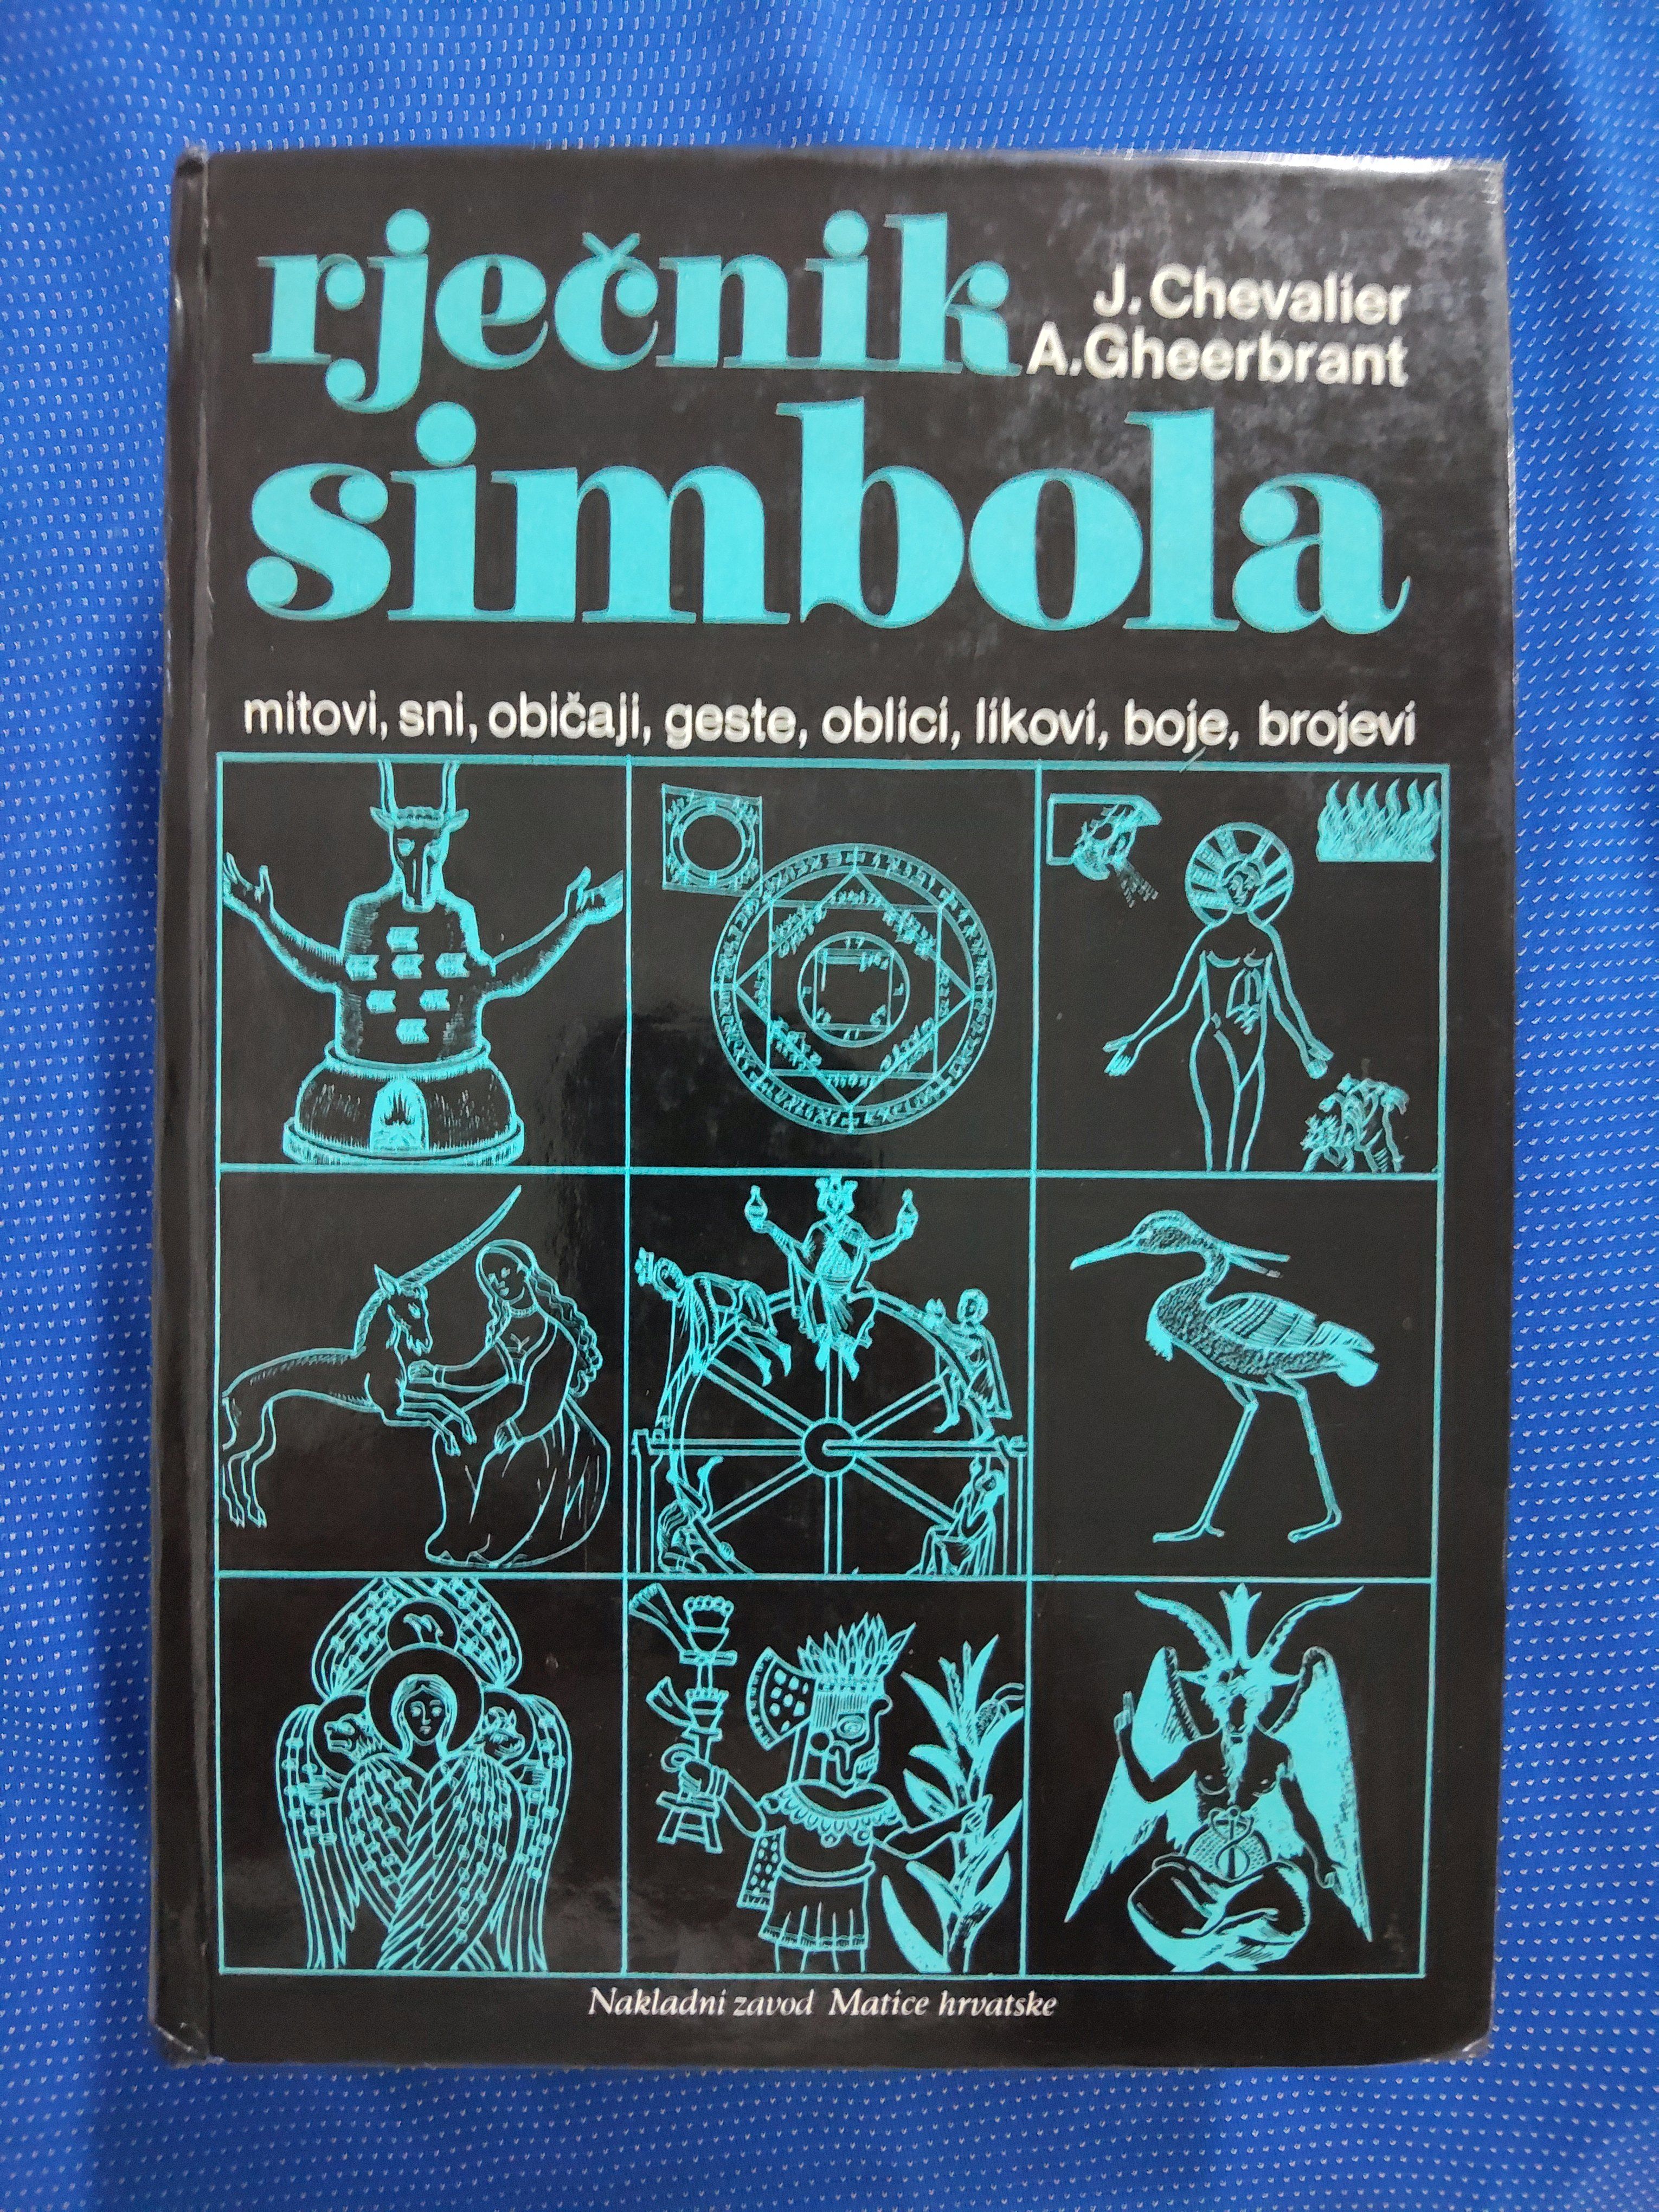 rječnik
J. Chevalier
A. Gheerbrant
simbola
mitovi, sni, običaji, geste, oblici, likovi, boje, brojevi
Nakladni zavod Matice hrvatske